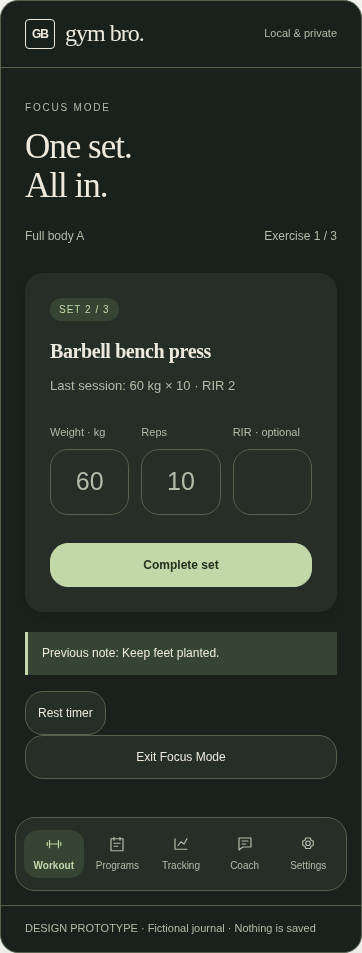 GB gym bro. Local & private
FOCUS MODE
One set.
All in.
Full body A Exercise 1 / 3
SET 2 / 3
Barbell bench press
Last session: 60 kg × 10 · RIR 2
Weight · kg Reps RIR · optional
60 10
Complete set
Previous note: Keep feet planted.
Rest timer
Exit Focus Mode
Workout Programs Tracking Coach Settings
DESIGN PROTOTYPE · Fictional journal · Nothing is saved